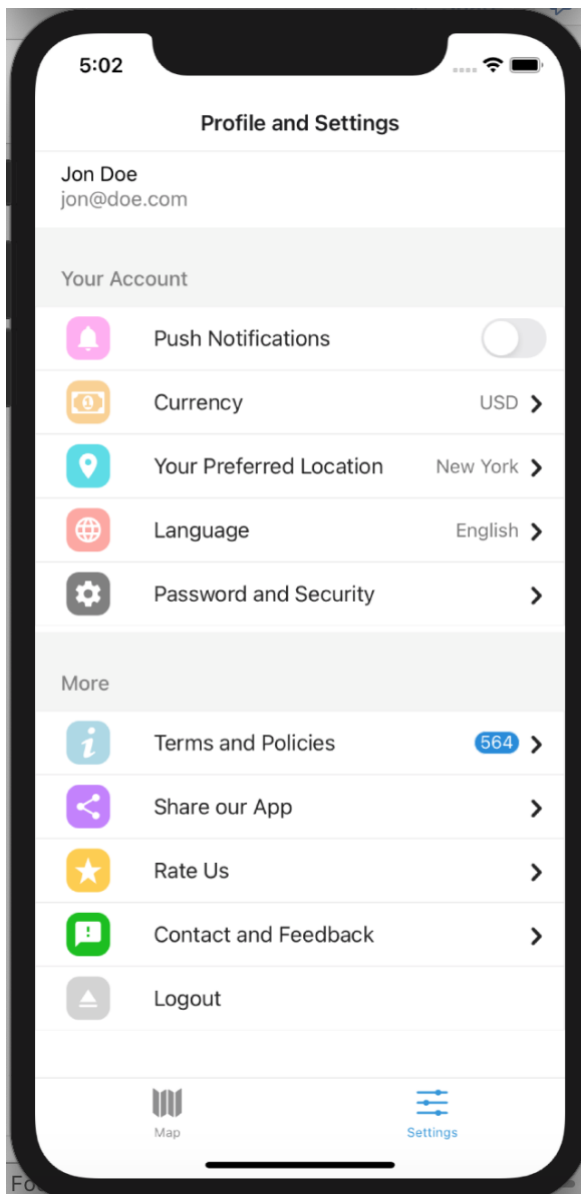 5:02
Profile and Settings
Jon Doe
jon@doe.com
Your Account
Push Notifications
Currency USD
Your Preferred Location New York
Language English
Password and Security
More
Terms and Policies 564
Share our App
Rate Us
Contact and Feedback
Logout
Map Settings
Fo